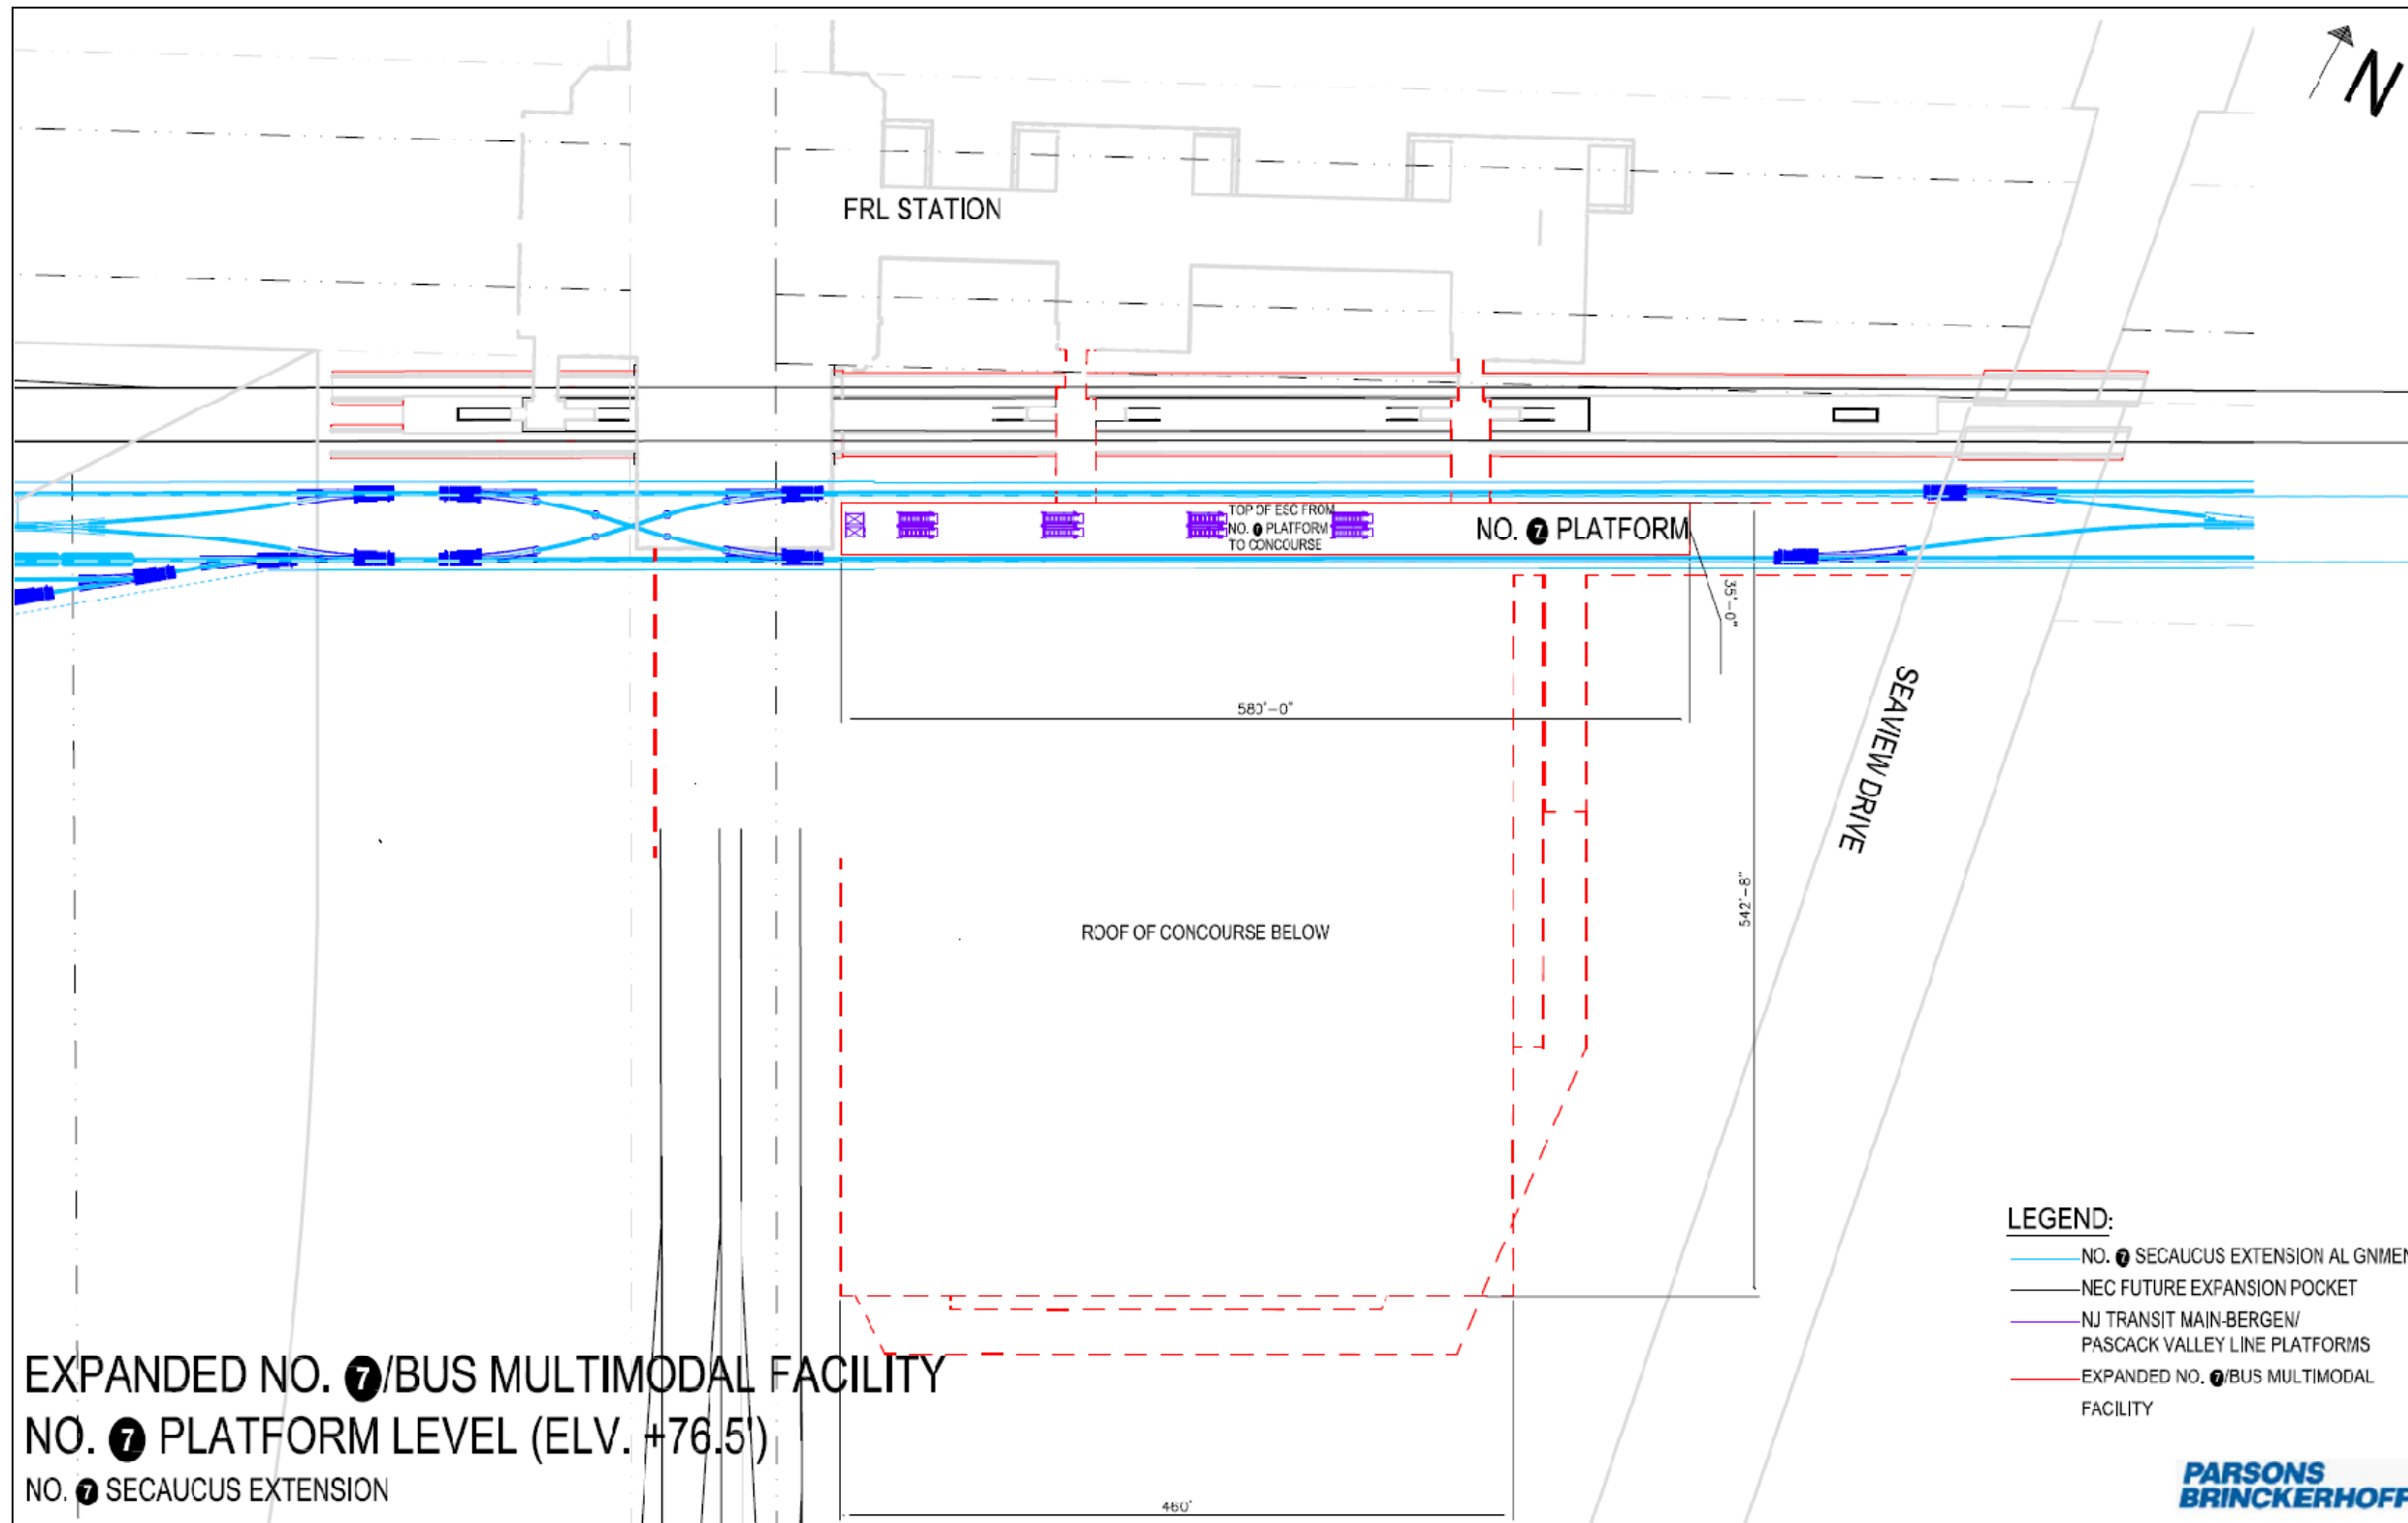 N
FRL STATION
TOP OF ESC FROM
NO. 7 PLATFORM
TO CONCOURSE
NO. 7 PLATFORM
35'-0"
580'-0"
SEAVIEW DRIVE
542'-8"
ROOF OF CONCOURSE BELOW
LEGEND:
NO. 7 SECAUCUS EXTENSION AL GNMEN
NEC FUTURE EXPANSION POCKET
NJ TRANSIT MAIN-BERGEN/
PASCACK VALLEY LINE PLATFORMS
EXPANDED NO. 7/BUS MULTIMODAL
FACILITY
EXPANDED NO. 7/BUS MULTIMODAL FACILITY
NO. 7 PLATFORM LEVEL (ELV. +76.5')
NO. 7 SECAUCUS EXTENSION
460'
PARSONS
BRINCKERHOFF